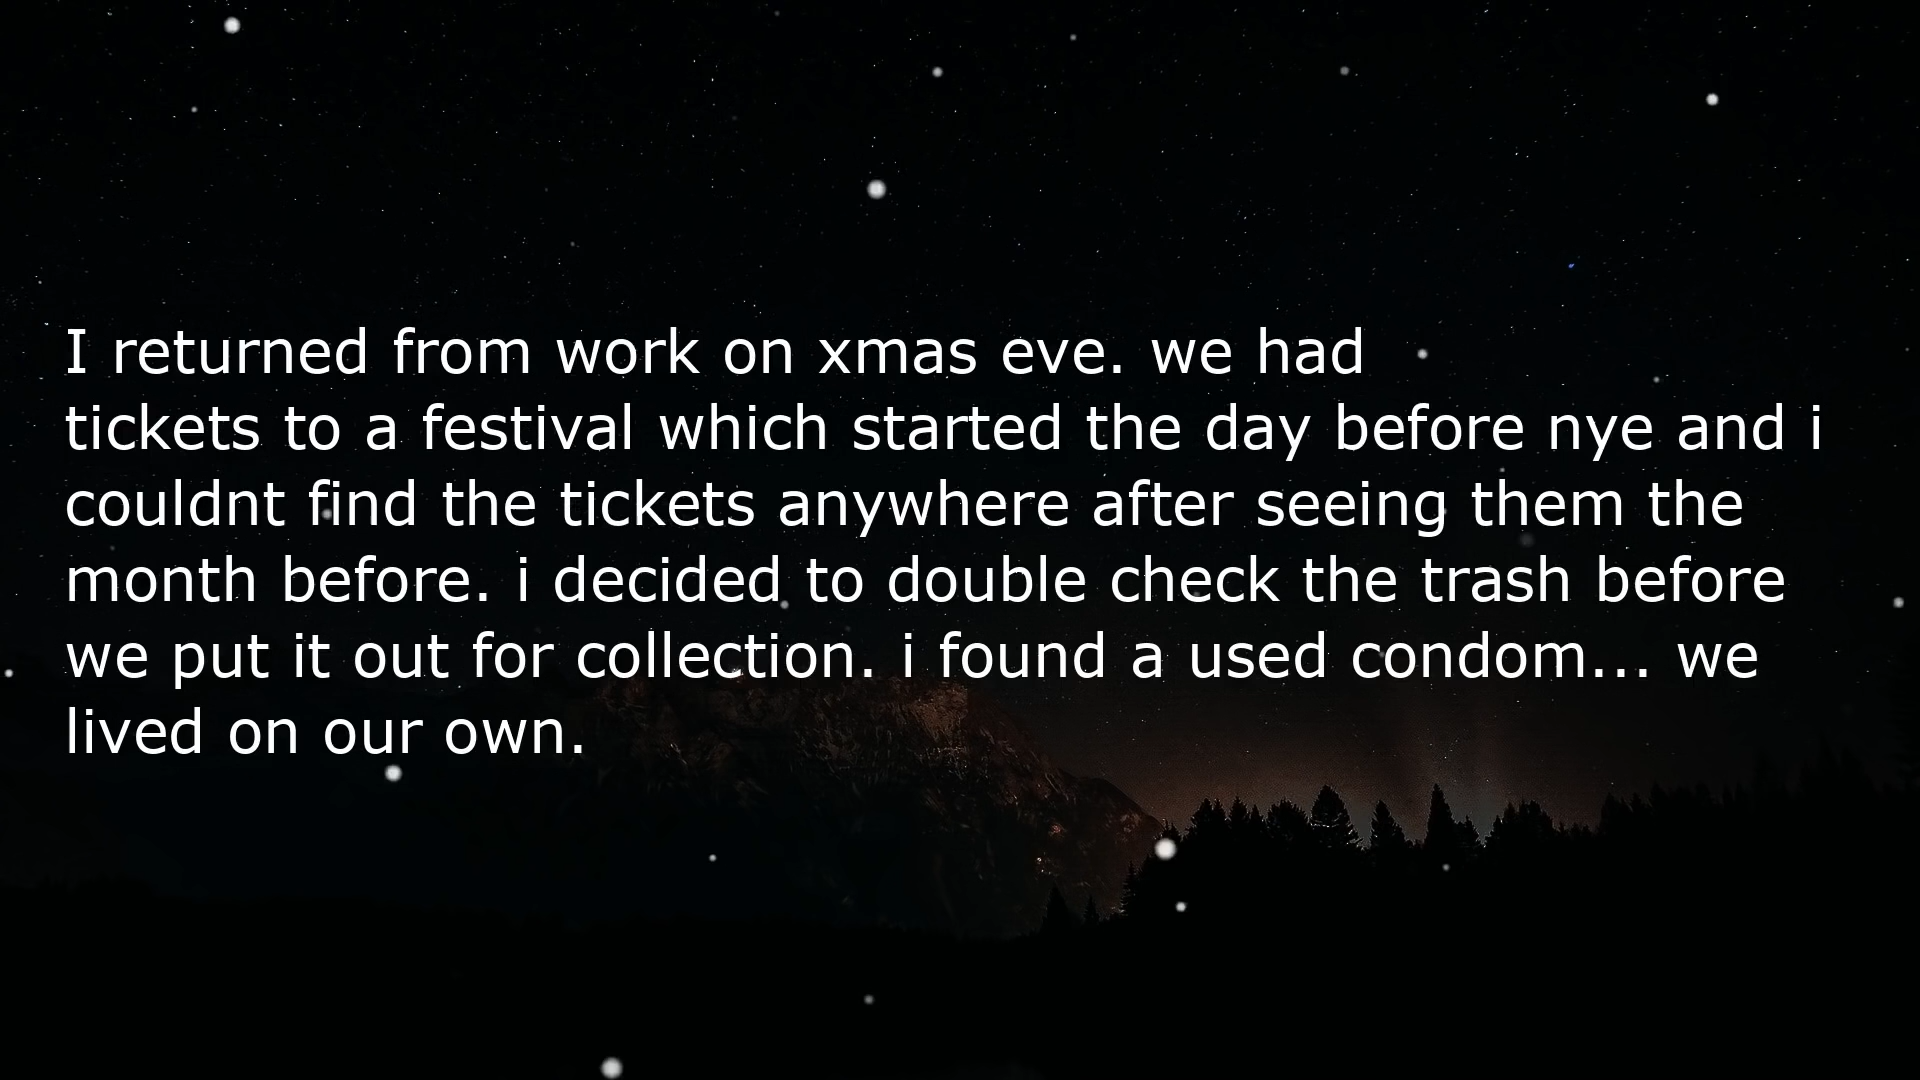 I returned from work on xmas eve. we had
tickets to a festival which started the day before nye and i
couldnt find the tickets anywhere after seeing them the
month before. i decided to double check the trash before
we put it out for collection. i found a used condom... we
lived on our own.